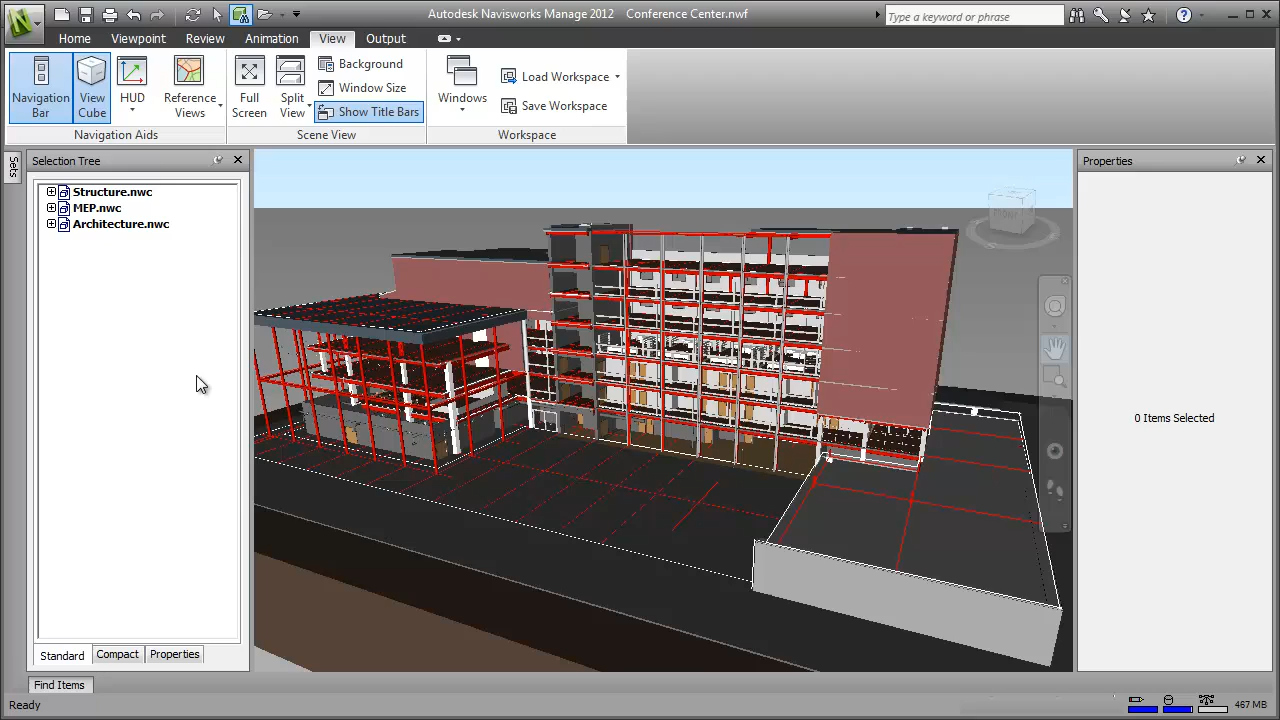 Autodesk Navisworks Manage 2012 Conference Center.nwf
Type a keyword or phrase
Home Viewpoint Review Animation View Output
Navigation Bar
View Cube
HUD
Reference Views
Navigation Aids
Full Screen
Split View
Background
Window Size
Show Title Bars
Scene View
Windows
Load Workspace
Save Workspace
Workspace
Sets
Selection Tree
Structure.nwc
MEP.nwc
Architecture.nwc
Standard Compact Properties
FRONT
Properties
0 Items Selected
Find Items
Ready
467 MB